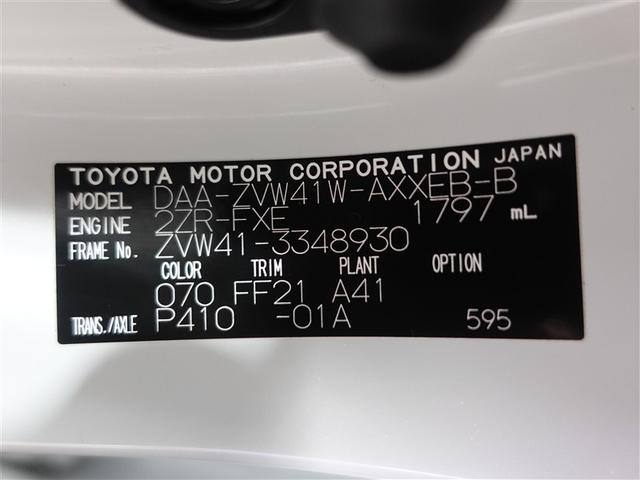 TOYOTA MOTOR CORPORATION JAPAN
MODEL DAA-ZVW41W-AXXEB-B
ENGINE 2ZR-FXE 1797 mL
FRAME No. ZVW41-3348930
COLOR TRIM PLANT OPTION
070 FF21 A41
TRANS./AXLE P410 -01A 595